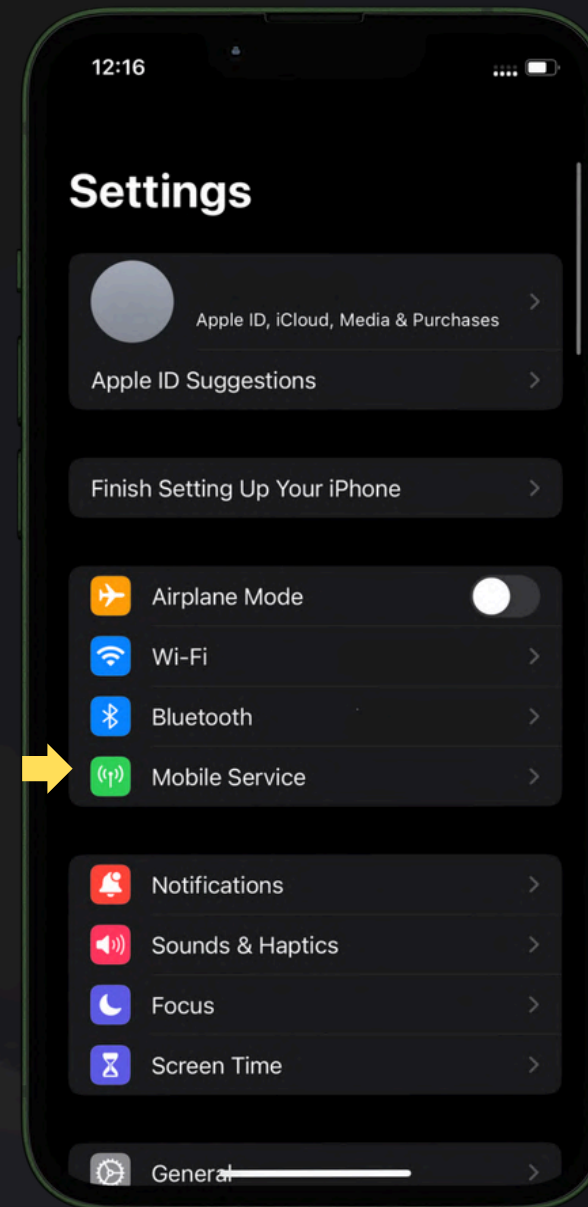 12:16
Settings
Apple ID, iCloud, Media & Purchases
Apple ID Suggestions
Finish Setting Up Your iPhone
Airplane Mode
Wi-Fi
Bluetooth
Mobile Service
Notifications
Sounds & Haptics
Focus
Screen Time
General